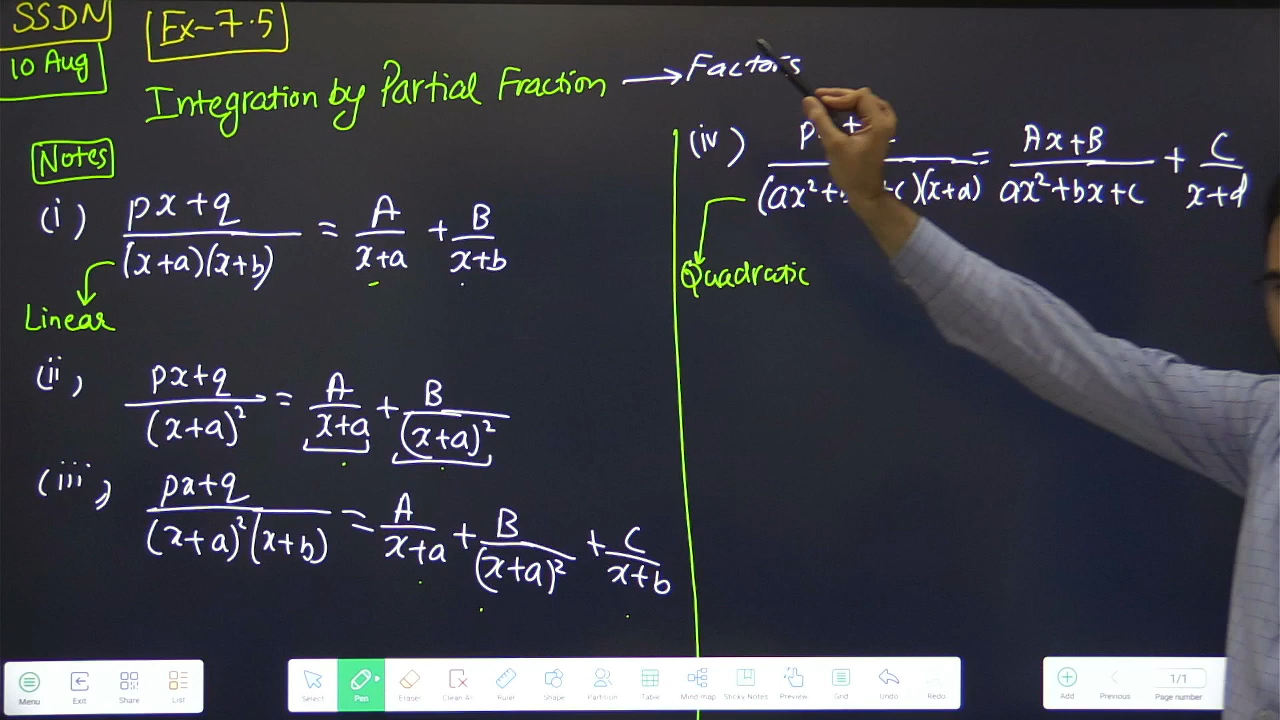 SSDN
10 Aug
Ex-7.5
Integration by Partial Fraction → Factors
Notes
(i) px+q / (x+a)(x+b) = A / x+a + B / x+b
Linear
(ii) px+q / (x+a)² = A / x+a + B / (x+a)²
(iii) px+q / (x+a)²(x+b) = A / x+a + B / (x+a)² + C / x+b
(iv) = Ax+B / ax²+bx+c + C / x+d
Quadratic
Menu Exit Share List
Select Pen Eraser Clean All Ruler Shape Partition Table Mind map Sticky Notes Preview Grid Undo Redo
Add Previous 1/1 Page number